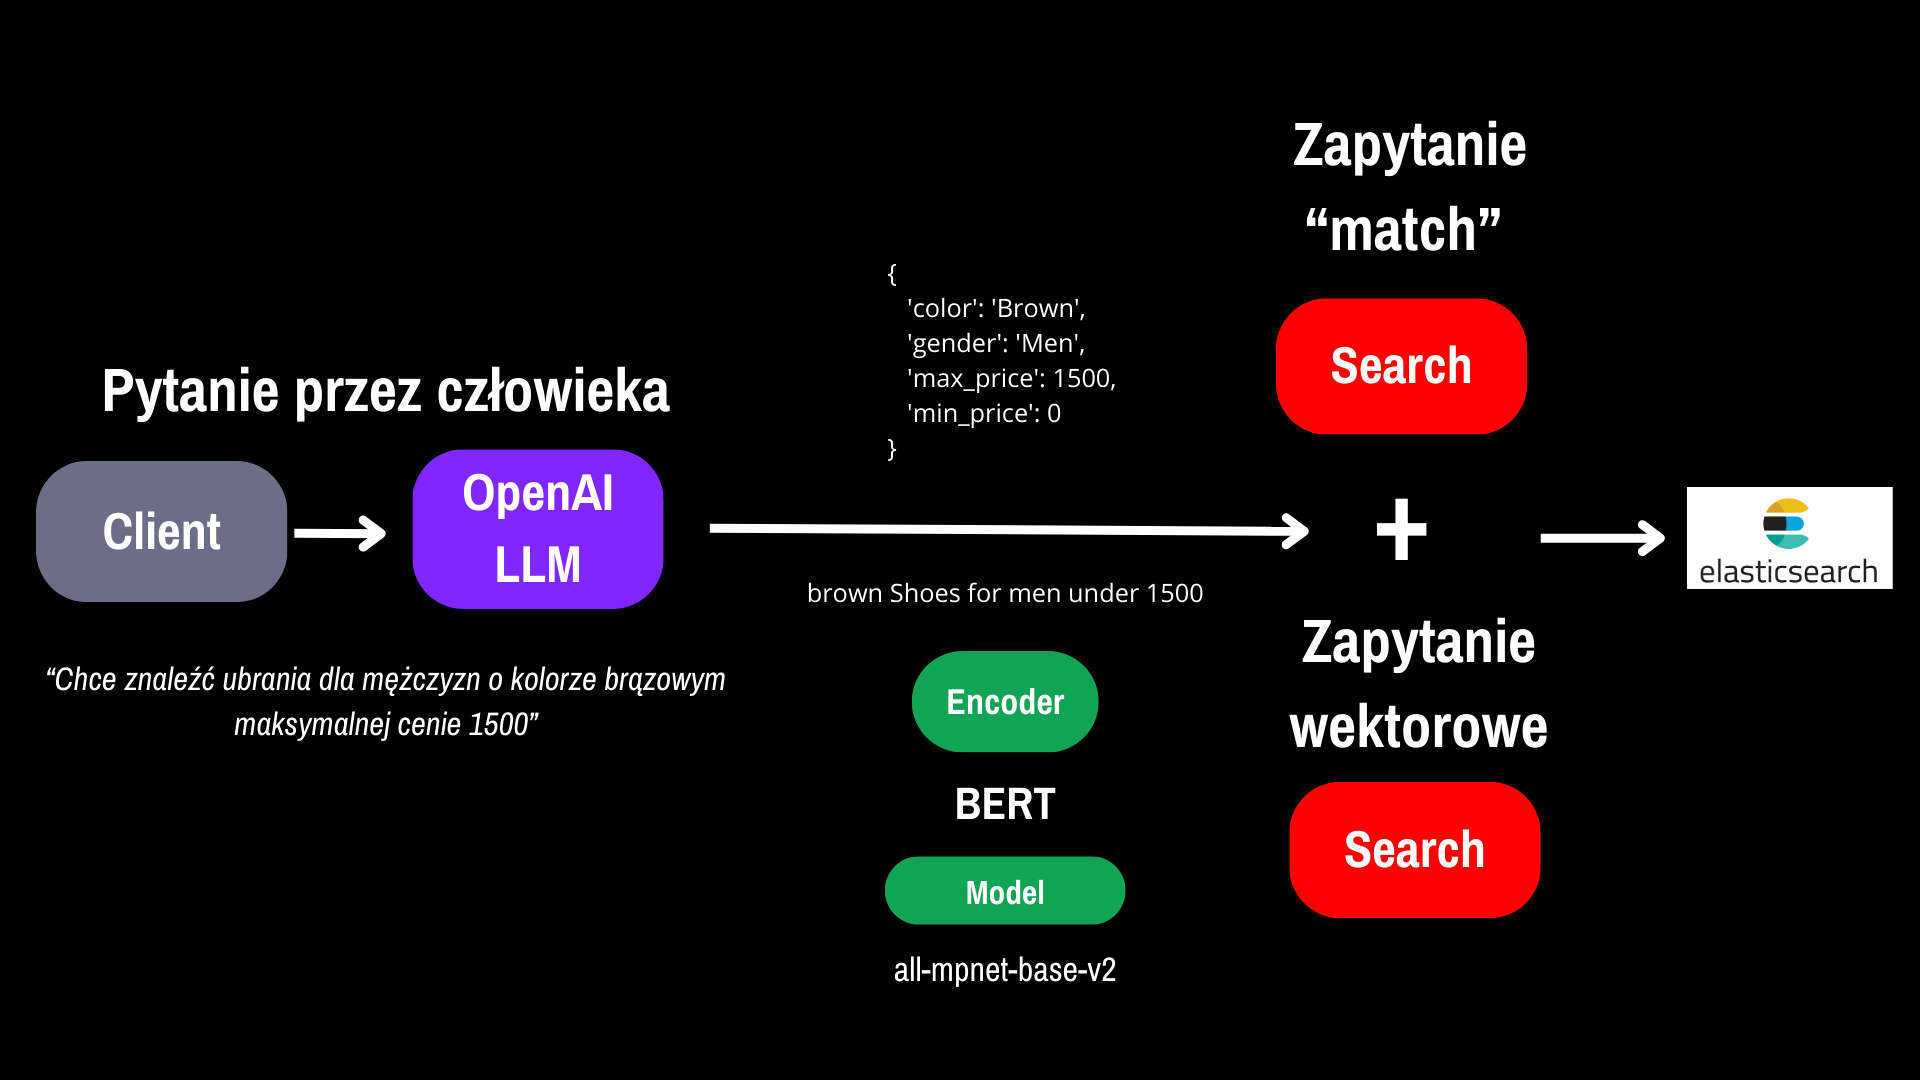 Pytanie przez człowieka
Client
OpenAI
LLM
“Chce znaleźć ubrania dla mężczyzn o kolorze brązowym
maksymalnej cenie 1500”
{
'color': 'Brown',
'gender': 'Men',
'max_price': 1500,
'min_price': 0
}
brown Shoes for men under 1500
Encoder
BERT
Model
all-mpnet-base-v2
Zapytanie
“match”
Search
+
Zapytanie
wektorowe
Search
elasticsearch